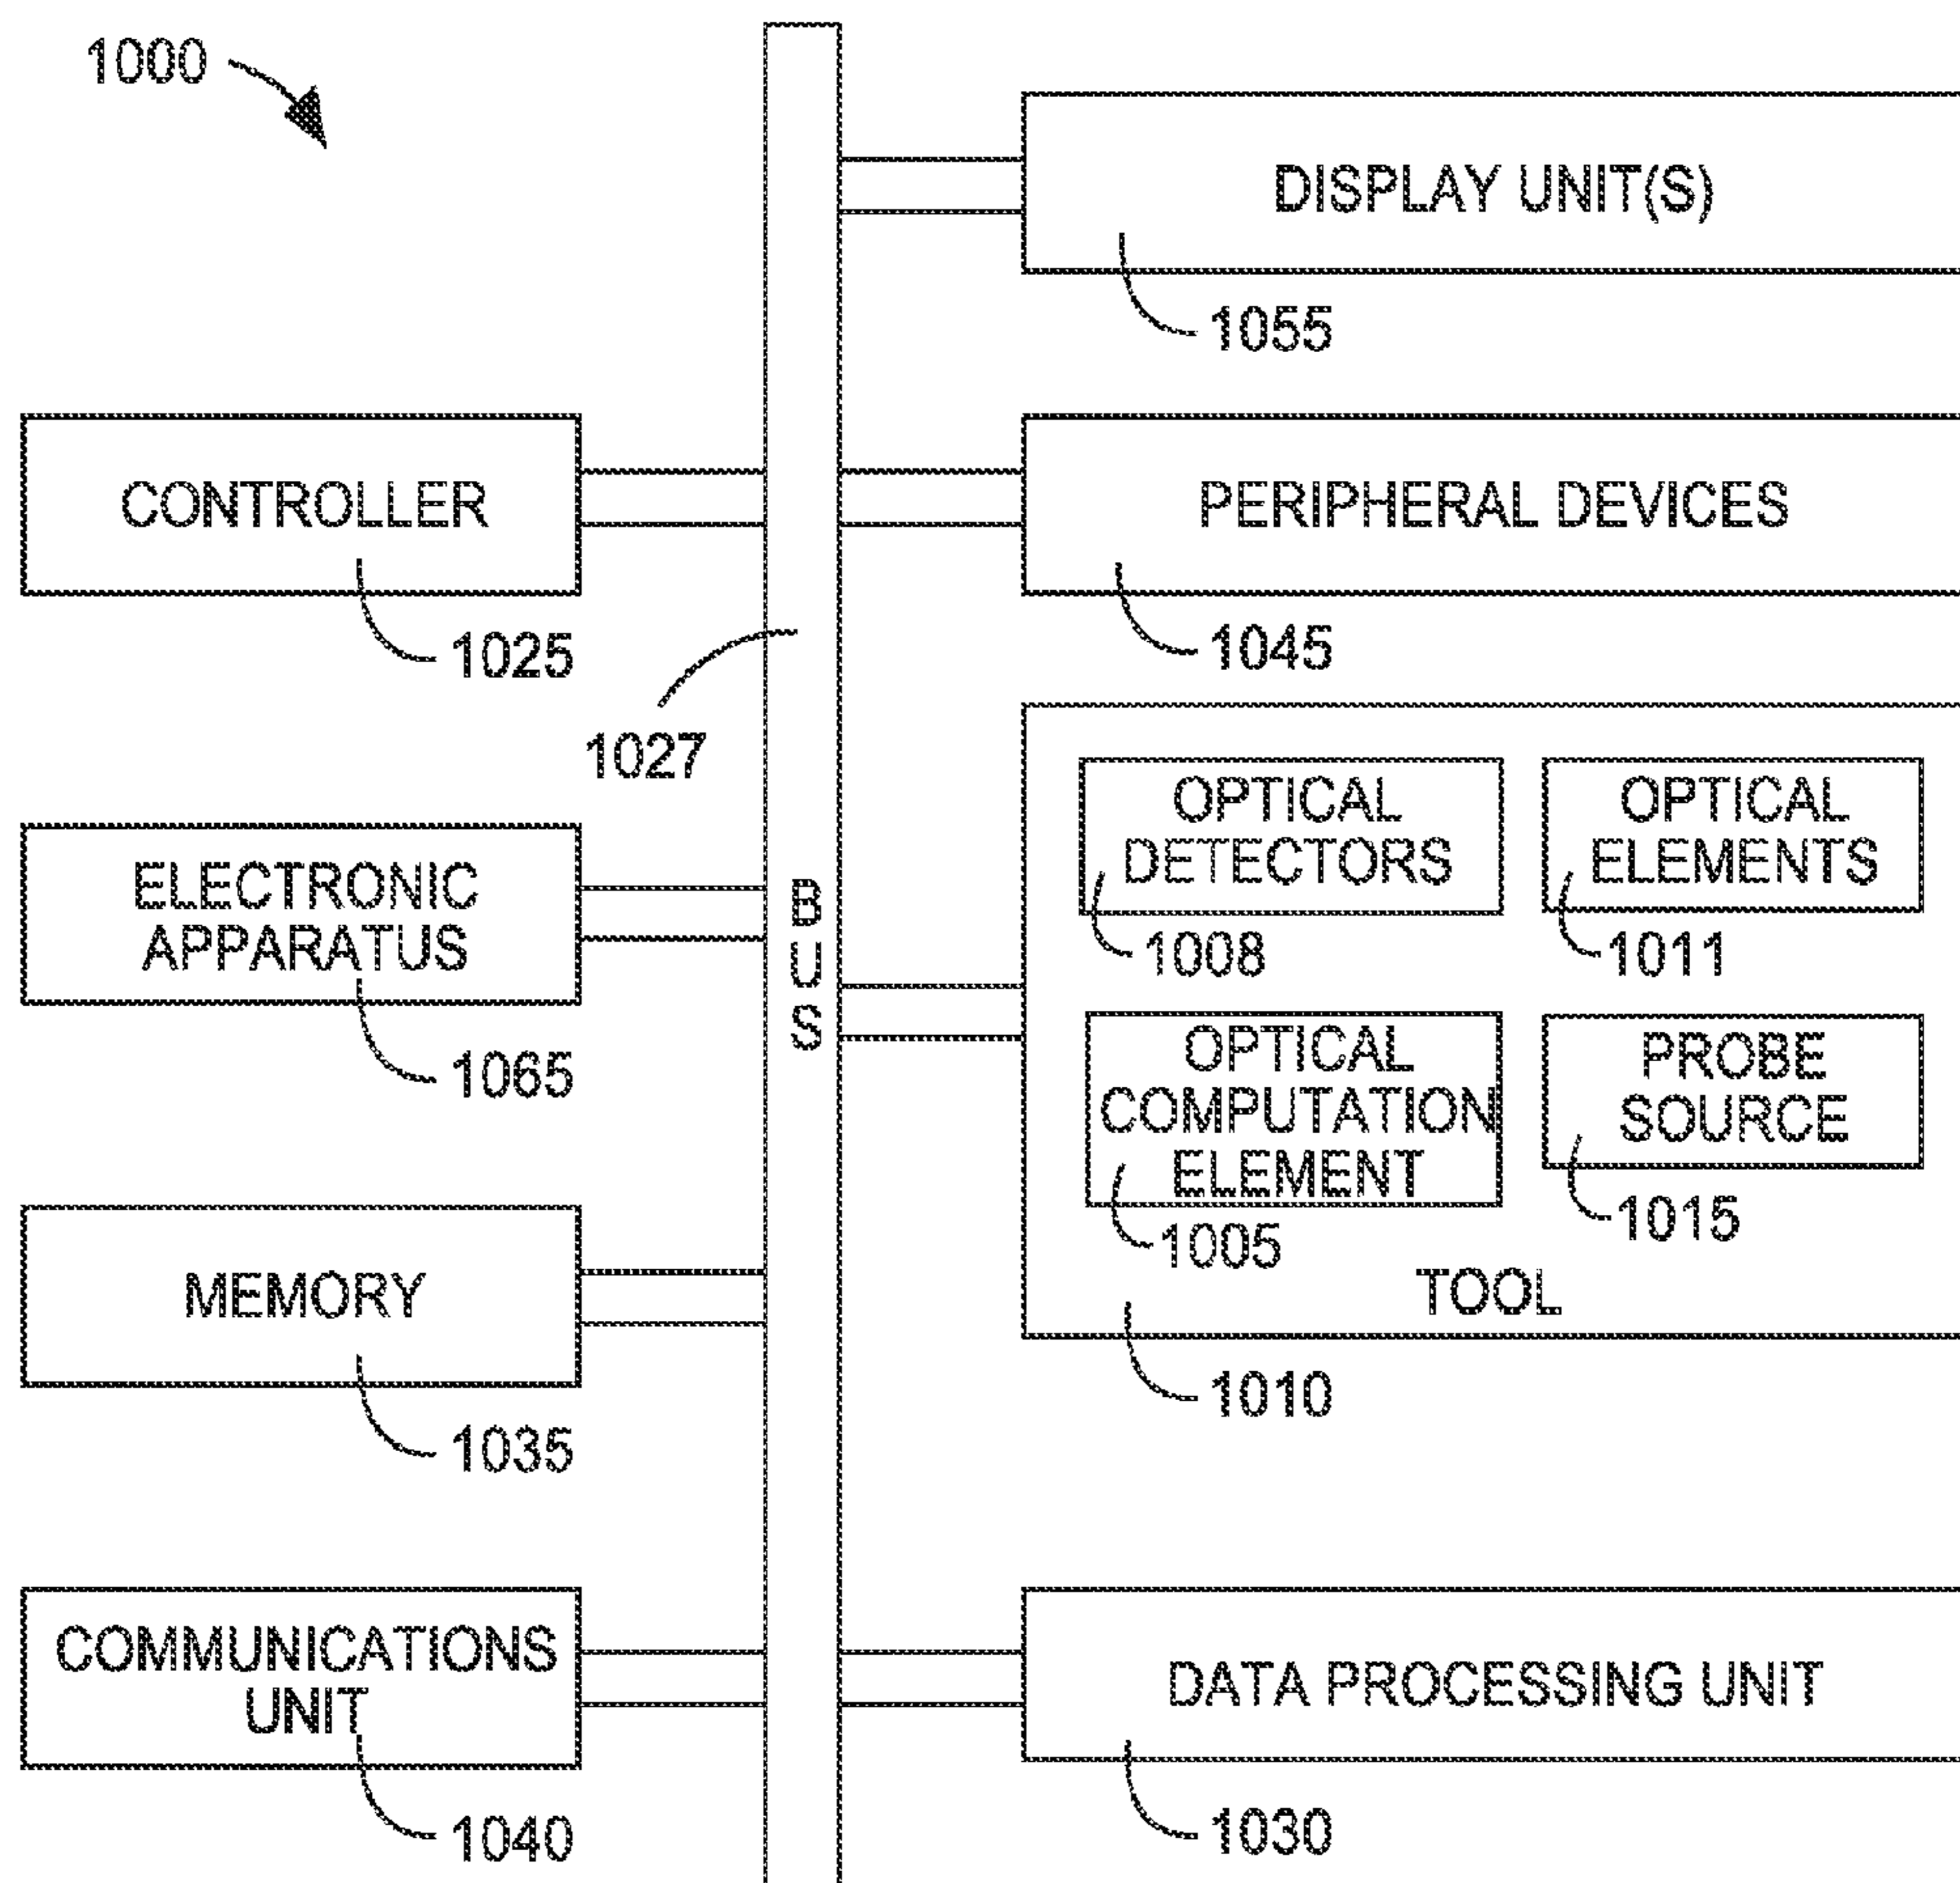 1000
DISPLAY UNIT(S)
1055
CONTROLLER
1025
PERIPHERAL DEVICES
1045
1027
BUS
ELECTRONIC
APPARATUS
1065
OPTICAL
DETECTORS
1008
OPTICAL
ELEMENTS
1011
OPTICAL
COMPUTATION
ELEMENT
1005
PROBE
SOURCE
1015
TOOL
1010
MEMORY
1035
COMMUNICATIONS
UNIT
1040
DATA PROCESSING UNIT
1030